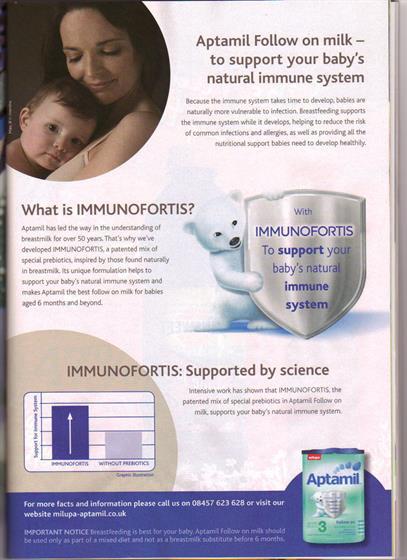 Aptamil Follow on milk –
to support your baby's
natural immune system
Because the immune system takes time to develop, babies are
naturally more vulnerable to infection. Breastfeeding supports
the immune system while it develops, helping to reduce the
risk of common infections and allergies, as well as providing all the
nutritional support babies need to develop healthily.
What is IMMUNOFORTIS?
Aptamil has led the way in the understanding of
breastmilk for over 50 years. That's why we've
developed IMMUNOFORTIS, a patented mix of
special prebiotics, inspired by those found naturally
in breastmilk. Its unique formulation helps to
support your baby's natural immune system and
makes Aptamil the best follow on milk for babies
aged 6 months and beyond.
With
IMMUNOFORTIS
To support your
baby's natural
immune
system
IMMUNOFORTIS: Supported by science
Intensive work has shown that IMMUNOFORTIS, the
patented mix of special prebiotics in Aptamil Follow on
milk, supports your baby's natural immune system.
Support for Immune System
IMMUNOFORTIS
WITHOUT PREBIOTICS
Graphic Illustration
milupa
Aptamil
3
Follow on
For more facts and information please call us on 08457 623 628 or visit our
website milupa-aptamil.co.uk
IMPORTANT NOTICE Breastfeeding is best for your baby. Aptamil Follow on milk should
be used only as part of a mixed diet and not as a breastmilk substitute before 6 months.